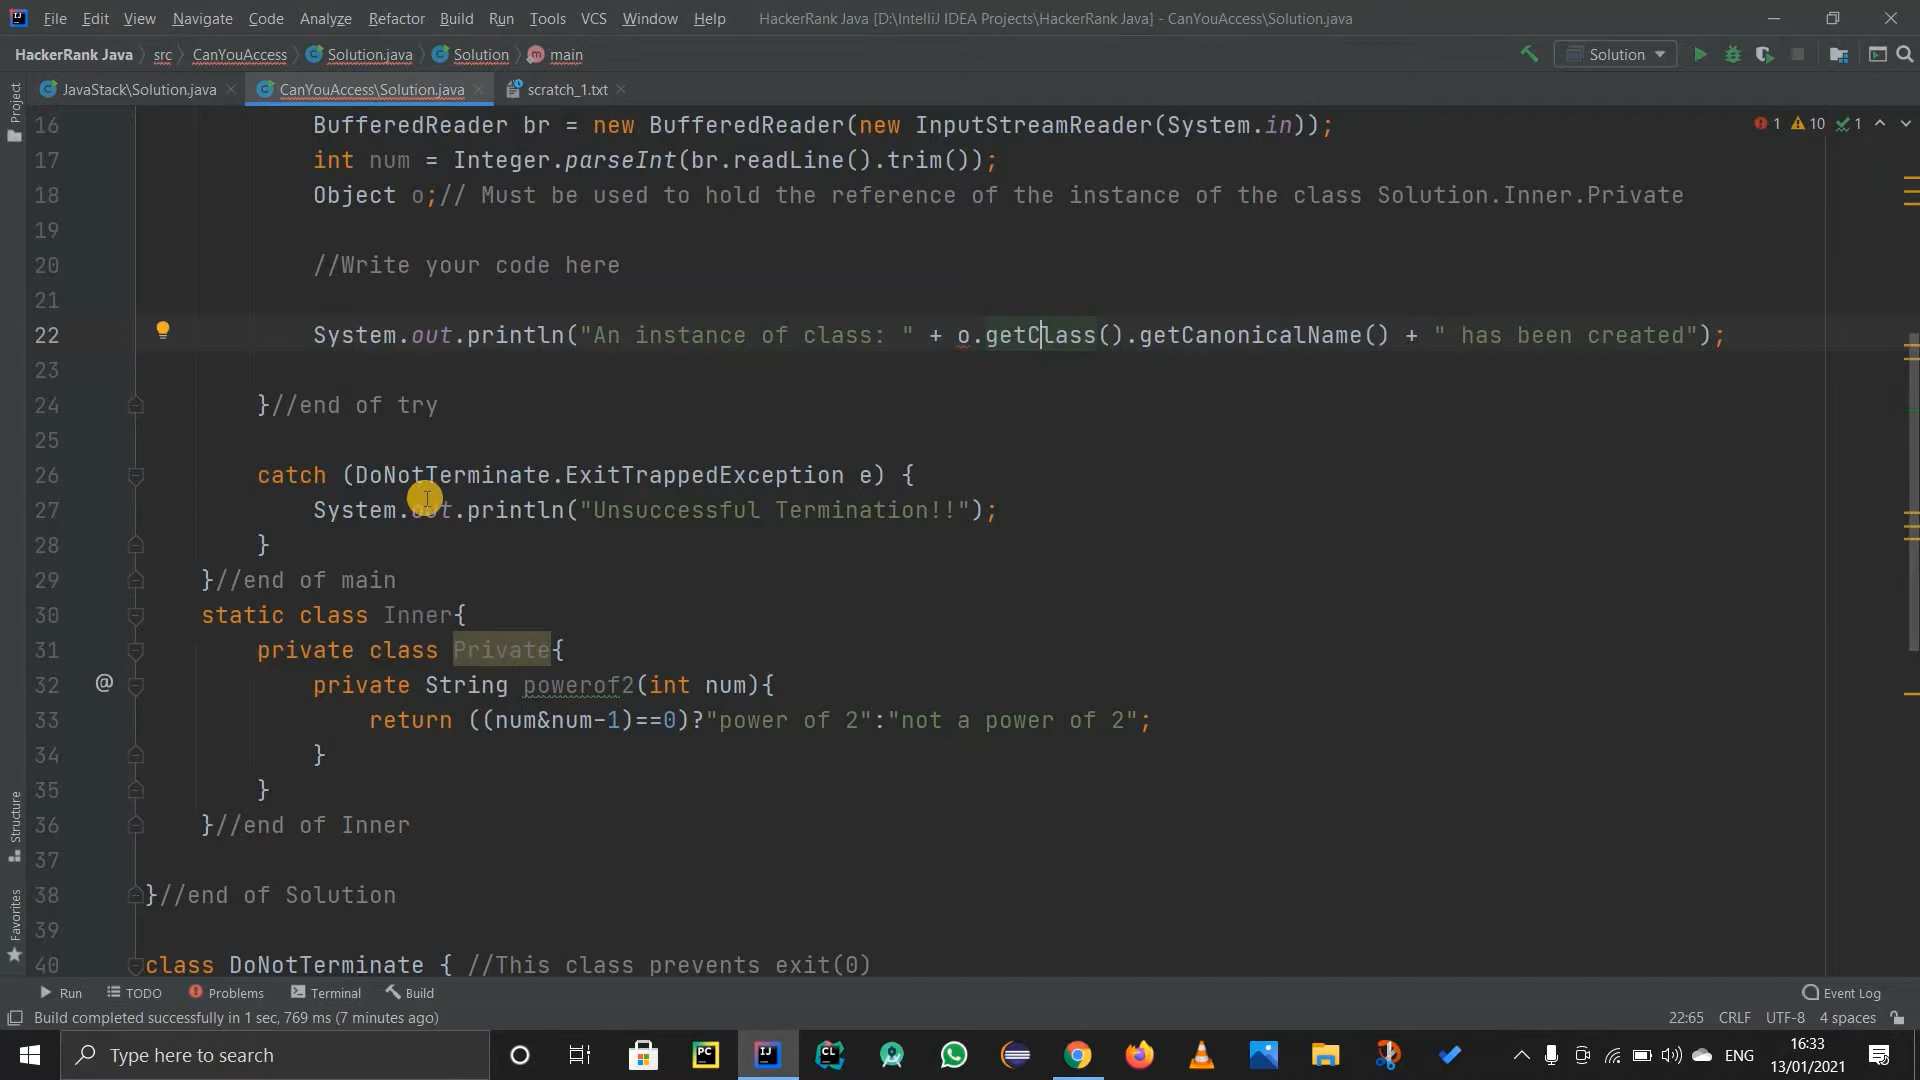 File Edit View Navigate Code Analyze Refactor Build Run Tools VCS Window Help HackerRank Java [D:\IntelliJ IDEA Projects\HackerRank Java] - CanYouAccess\Solution.java
HackerRank Java src CanYouAccess Solution.java Solution m main Solution
JavaStack\Solution.java CanYouAccess\Solution.java scratch_1.txt
Project
16 BufferedReader br = new BufferedReader(new InputStreamReader(System.in)); 1 10 1
17 int num = Integer.parseInt(br.readLine().trim());
18 Object o;// Must be used to hold the reference of the instance of the class Solution.Inner.Private
19
20 //Write your code here
21
22 System.out.println("An instance of class: " + o.getClass().getCanonicalName() + " has been created");
23
24 }//end of try
25
26 catch (DoNotTerminate.ExitTrappedException e) {
27 System.out.println("Unsuccessful Termination!!");
28 }
29 }//end of main
30 static class Inner{
31 private class Private{
32 @ private String powerof2(int num){
33 return ((num&num-1)==0)?"power of 2":"not a power of 2";
34 }
35 }
36 }//end of Inner
37
38 }//end of Solution
39
40 class DoNotTerminate { //This class prevents exit(0)
Structure
Favorites
Run TODO Problems Terminal Build Event Log
Build completed successfully in 1 sec, 769 ms (7 minutes ago) 22:65 CRLF UTF-8 4 spaces
Type here to search PC IJ CL ENG 16:33
13/01/2021